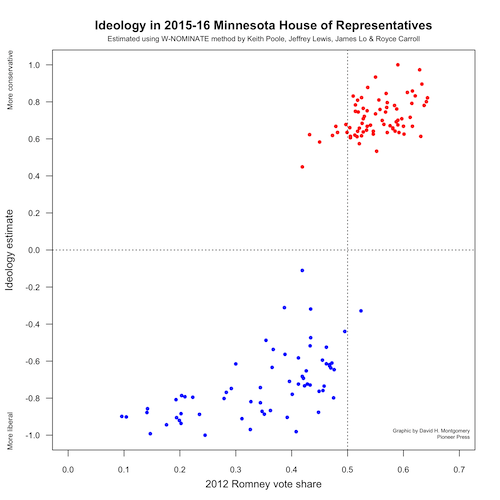 Ideology in 2015-16 Minnesota House of Representatives
Estimated using W-NOMINATE method by Keith Poole, Jeffrey Lewis, James Lo & Royce Carroll
More conservative
Ideology estimate
More liberal
1.0
0.8
0.6
0.4
0.2
0.0
-0.2
-0.4
-0.6
-0.8
-1.0
Graphic by David H. Montgomery
Pioneer Press
0.0 0.1 0.2 0.3 0.4 0.5 0.6 0.7
2012 Romney vote share